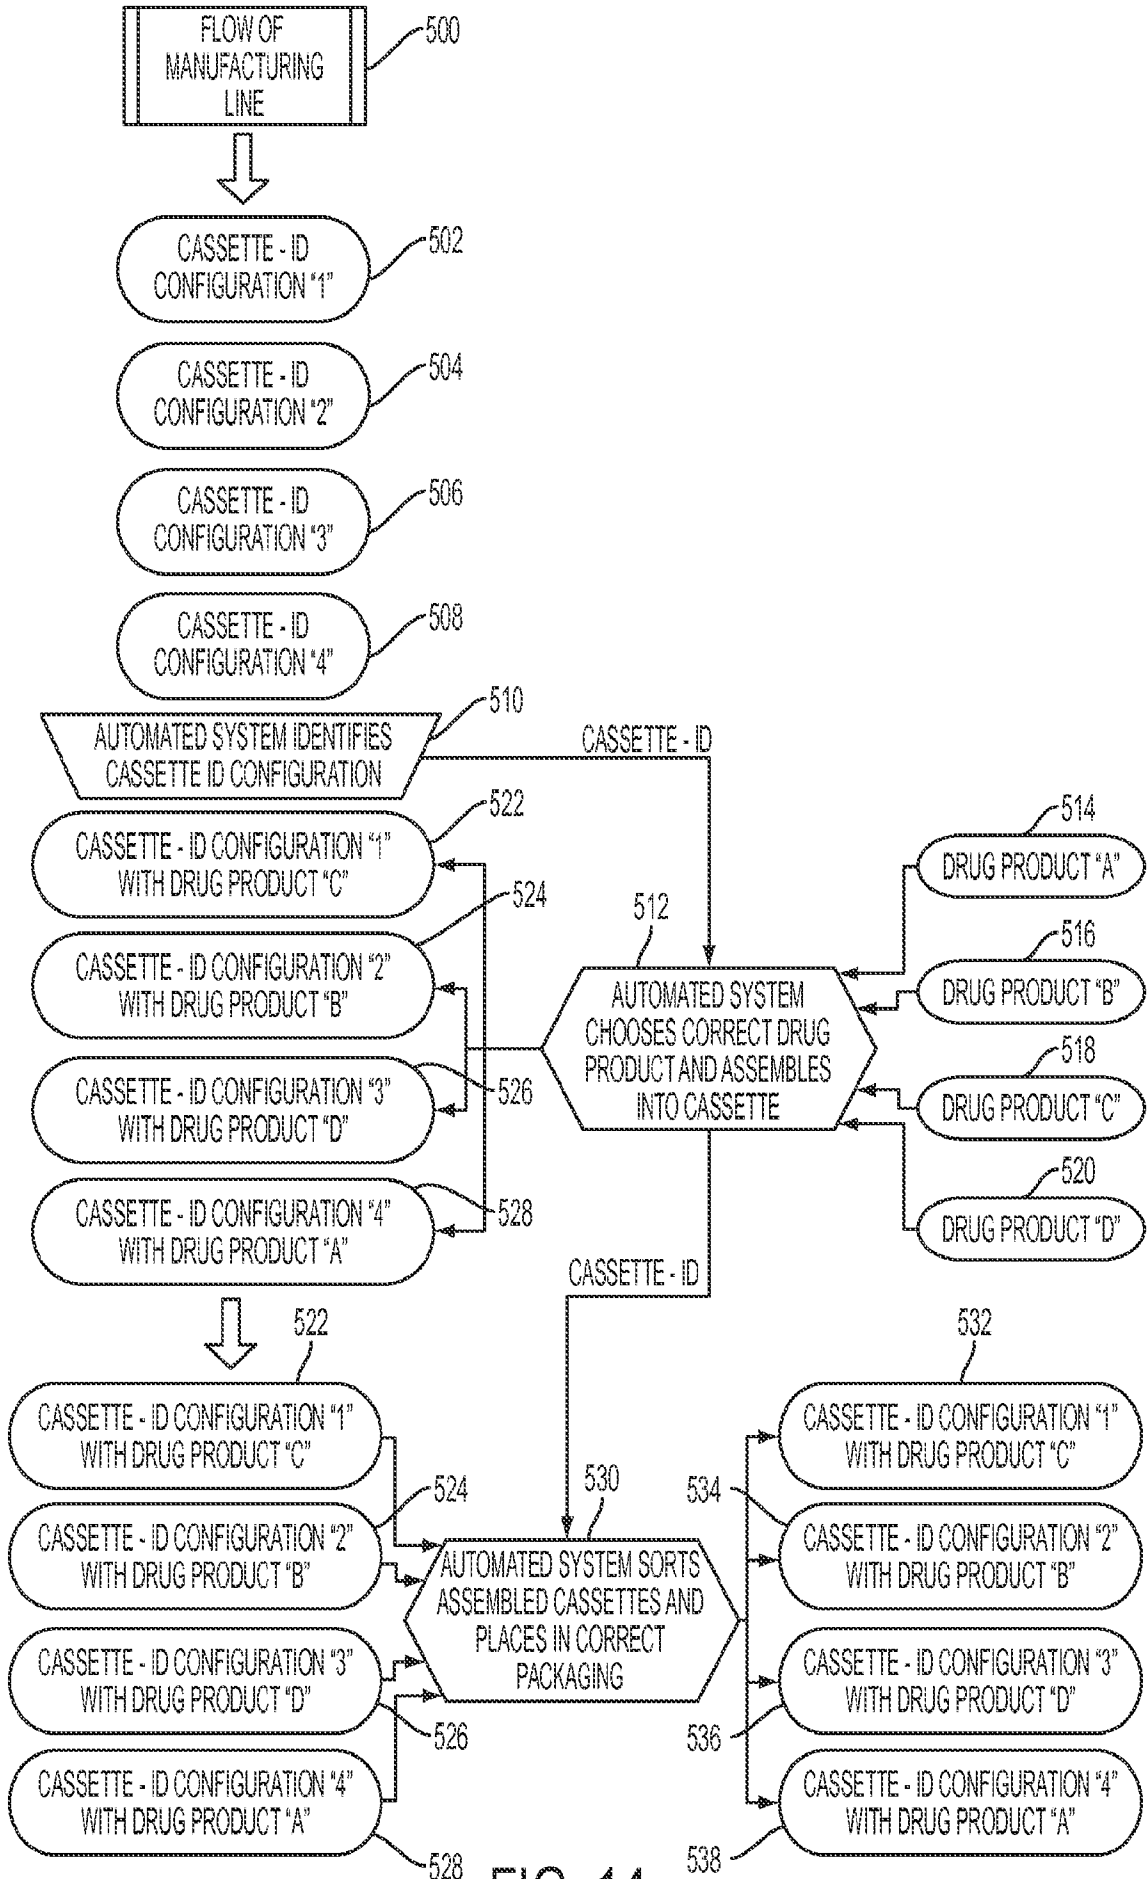 FLOW OF
MANUFACTURING
LINE
500
CASSETTE - ID
CONFIGURATION "1"
502
CASSETTE - ID
CONFIGURATION "2"
504
CASSETTE - ID
CONFIGURATION "3"
506
CASSETTE - ID
CONFIGURATION "4"
508
AUTOMATED SYSTEM IDENTIFIES
CASSETTE ID CONFIGURATION
510
CASSETTE - ID
CASSETTE - ID CONFIGURATION "1"
WITH DRUG PRODUCT "C"
522
CASSETTE - ID CONFIGURATION "2"
WITH DRUG PRODUCT "B"
524
CASSETTE - ID CONFIGURATION "3"
WITH DRUG PRODUCT "D"
526
CASSETTE - ID CONFIGURATION "4"
WITH DRUG PRODUCT "A"
528
512
AUTOMATED SYSTEM
CHOOSES CORRECT DRUG
PRODUCT AND ASSEMBLES
INTO CASSETTE
514
DRUG PRODUCT "A"
516
DRUG PRODUCT "B"
518
DRUG PRODUCT "C"
520
DRUG PRODUCT "D"
CASSETTE - ID
522
CASSETTE - ID CONFIGURATION "1"
WITH DRUG PRODUCT "C"
524
CASSETTE - ID CONFIGURATION "2"
WITH DRUG PRODUCT "B"
CASSETTE - ID CONFIGURATION "3"
WITH DRUG PRODUCT "D"
526
CASSETTE - ID CONFIGURATION "4"
WITH DRUG PRODUCT "A"
528
530
AUTOMATED SYSTEM SORTS
ASSEMBLED CASSETTES AND
PLACES IN CORRECT
PACKAGING
532
CASSETTE - ID CONFIGURATION "1"
WITH DRUG PRODUCT "C"
534
CASSETTE - ID CONFIGURATION "2"
WITH DRUG PRODUCT "B"
CASSETTE - ID CONFIGURATION "3"
WITH DRUG PRODUCT "D"
536
CASSETTE - ID CONFIGURATION "4"
WITH DRUG PRODUCT "A"
538
FIG. 14